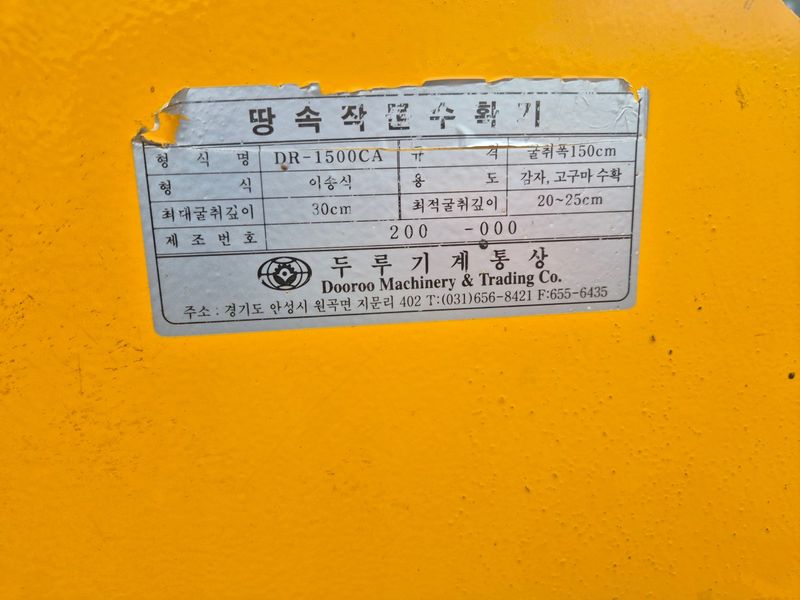 땅속작물수확기
형식명 DR-1500CA 규격 굴취폭150cm
형식 이송식 용도 감자, 고구마 수확
최대굴취깊이 30cm 최적굴취깊이 20~25cm
제조번호 200 -000
두루기계통상
Dooroo Machinery & Trading Co.
주소 : 경기도 안성시 원곡면 지문리 402 T:(031)656-8421 F:655-6435